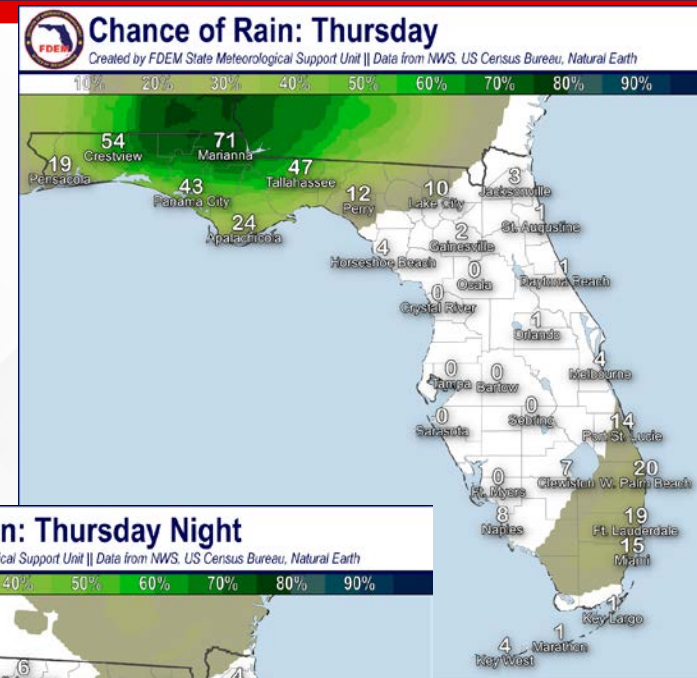 Chance of Rain: Thursday
Created by FDEM State Meteorological Support Unit || Data from NWS, US Census Bureau, Natural Earth
FDEM
10% 20% 30% 40% 50% 60% 70% 80% 90%
54
Crestview
71
Marianna
19
Pensacola
47
Tallahassee
43
Panama City
12
Perry
10
Lake City
3
Jacksonville
24
Apalachicola
1
St. Augustine
4
Horseshoe Beach
2
Gainesville
0
Ocala
1
Daytona Beach
0
Crystal River
1
Orlando
0
Tampa
0
Bartow
4
Melbourne
0
Sarasota
0
Sebring
14
Port St. Lucie
0
Ft. Myers
7
Clewiston
20
W. Palm Beach
8
Naples
19
Ft. Lauderdale
15
Miami
1
Key Largo
1
Marathon
4
Key West
n: Thursday Night
cal Support Unit || Data from NWS, US Census Bureau, Natural Earth
40% 50% 60% 70% 80% 90%
6
4